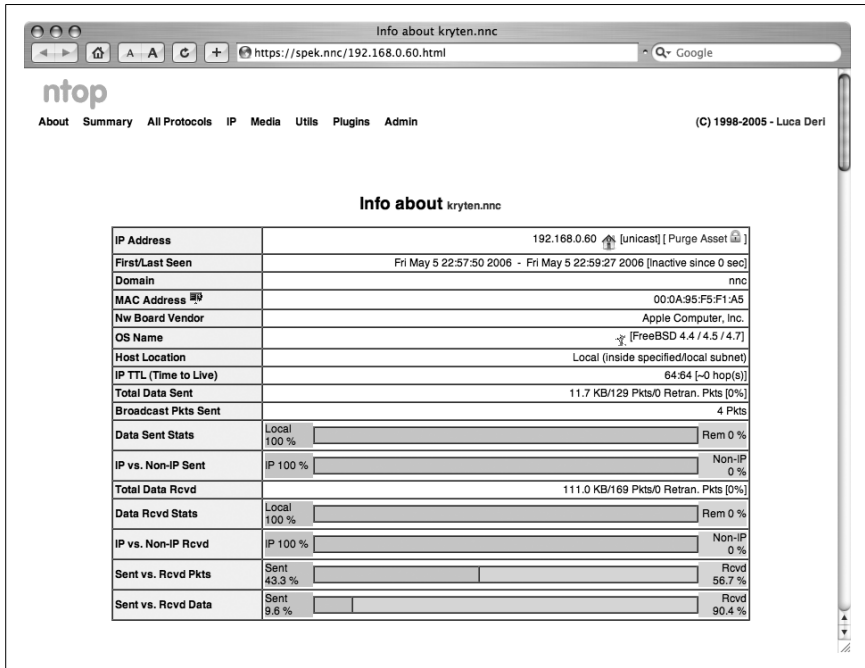 Info about kryten.nnc
A A + https://spek.nnc/192.168.0.60.html Google
ntop
About Summary All Protocols IP Media Utils Plugins Admin (C) 1998-2005 - Luca Deri
Info about kryten.nnc
IP Address 192.168.0.60 [unicast] [ Purge Asset ]
First/Last Seen Fri May 5 22:57:50 2006 - Fri May 5 22:59:27 2006 [Inactive since 0 sec]
Domain nnc
MAC Address 00:0A:95:F5:F1:A5
Nw Board Vendor Apple Computer, Inc.
OS Name [FreeBSD 4.4 / 4.5 / 4.7]
Host Location Local (inside specified/local subnet)
IP TTL (Time to Live) 64:64 [~0 hop(s)]
Total Data Sent 11.7 KB/129 Pkts/0 Retran. Pkts [0%]
Broadcast Pkts Sent 4 Pkts
Data Sent Stats Local 100 % Rem 0 %
IP vs. Non-IP Sent IP 100 % Non-IP 0 %
Total Data Rcvd 111.0 KB/169 Pkts/0 Retran. Pkts [0%]
Data Rcvd Stats Local 100 % Rem 0 %
IP vs. Non-IP Rcvd IP 100 % Non-IP 0 %
Sent vs. Rcvd Pkts Sent 43.3 % Rcvd 56.7 %
Sent vs. Rcvd Data Sent 9.6 % Rcvd 90.4 %